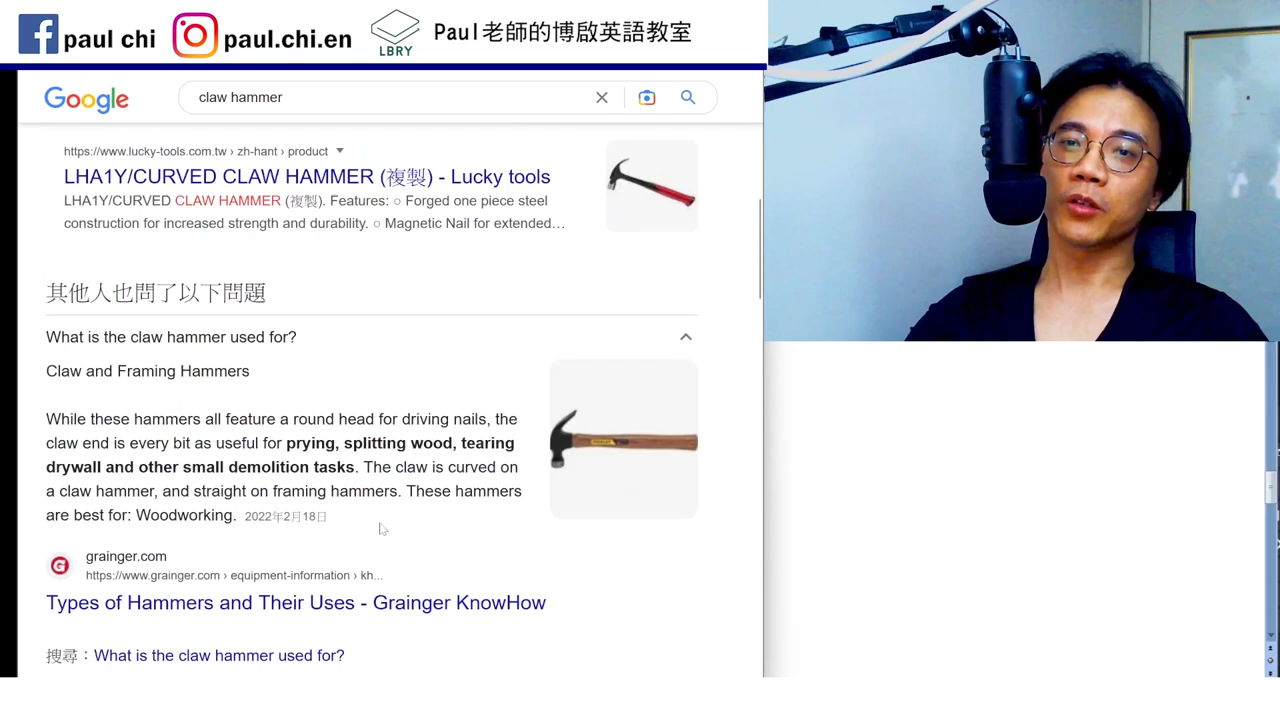 paul chi
paul.chi.en
LBRY
Paul老師的博啟英語教室
Google
claw hammer
https://www.lucky-tools.com.tw › zh-hant › product
LHA1Y/CURVED CLAW HAMMER (複製) - Lucky tools
LHA1Y/CURVED CLAW HAMMER (複製). Features: ○ Forged one piece steel
construction for increased strength and durability. ○ Magnetic Nail for extended…
其他人也問了以下問題
What is the claw hammer used for?
Claw and Framing Hammers
While these hammers all feature a round head for driving nails, the
claw end is every bit as useful for prying, splitting wood, tearing
drywall and other small demolition tasks. The claw is curved on
a claw hammer, and straight on framing hammers. These hammers
are best for: Woodworking. 2022年2月18日
grainger.com
https://www.grainger.com › equipment-information › kh...
Types of Hammers and Their Uses - Grainger KnowHow
搜尋：What is the claw hammer used for?